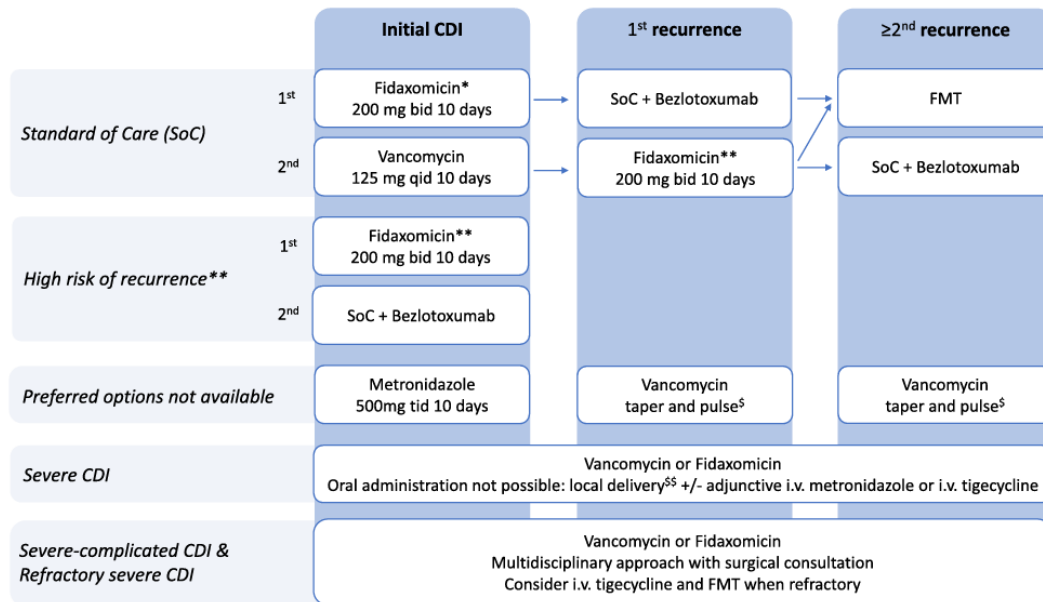 Initial CDI
1st recurrence
≥2nd recurrence
Standard of Care (SoC)
1st
Fidaxomicin*
200 mg bid 10 days
SoC + Bezlotoxumab
FMT
2nd
Vancomycin
125 mg qid 10 days
Fidaxomicin**
200 mg bid 10 days
SoC + Bezlotoxumab
High risk of recurrence**
1st
Fidaxomicin**
200 mg bid 10 days
2nd
SoC + Bezlotoxumab
Preferred options not available
Metronidazole
500mg tid 10 days
Vancomycin
taper and pulse$
Vancomycin
taper and pulse$
Severe CDI
Vancomycin or Fidaxomicin
Oral administration not possible: local delivery$$ +/- adjunctive i.v. metronidazole or i.v. tigecycline
Severe-complicated CDI &
Refractory severe CDI
Vancomycin or Fidaxomicin
Multidisciplinary approach with surgical consultation
Consider i.v. tigecycline and FMT when refractory